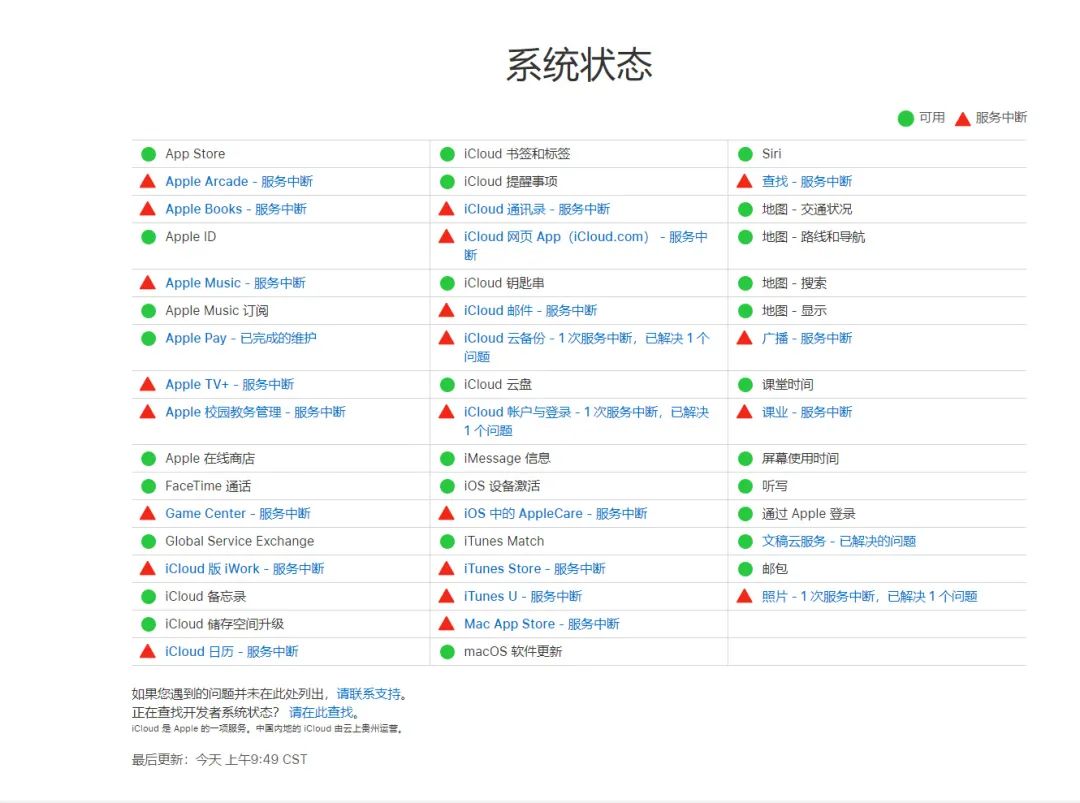 系统状态
可用 服务中断
App Store
Apple Arcade - 服务中断
Apple Books - 服务中断
Apple ID
Apple Music - 服务中断
Apple Music 订阅
Apple Pay - 已完成的维护
Apple TV+ - 服务中断
Apple 校园教务管理 - 服务中断
Apple 在线商店
FaceTime 通话
Game Center - 服务中断
Global Service Exchange
iCloud 版 iWork - 服务中断
iCloud 备忘录
iCloud 储存空间升级
iCloud 日历 - 服务中断
iCloud 书签和标签
iCloud 提醒事项
iCloud 通讯录 - 服务中断
iCloud 网页 App（iCloud.com） - 服务中
断
iCloud 钥匙串
iCloud 邮件 - 服务中断
iCloud 云备份 - 1 次服务中断，已解决 1 个
问题
iCloud 云盘
iCloud 帐户与登录 - 1 次服务中断，已解决
1 个问题
iMessage 信息
iOS 设备激活
iOS 中的 AppleCare - 服务中断
iTunes Match
iTunes Store - 服务中断
iTunes U - 服务中断
Mac App Store - 服务中断
macOS 软件更新
Siri
查找 - 服务中断
地图 - 交通状况
地图 - 路线和导航
地图 - 搜索
地图 - 显示
广播 - 服务中断
课堂时间
课业 - 服务中断
屏幕使用时间
听写
通过 Apple 登录
文稿云服务 - 已解决的问题
邮包
照片 - 1 次服务中断，已解决 1 个问题
如果您遇到的问题并未在此处列出，请联系支持。
正在查找开发者系统状态？ 请在此查找。
iCloud 是 Apple 的一项服务。中国内地的 iCloud 由云上贵州运营。
最后更新：今天 上午9:49 CST